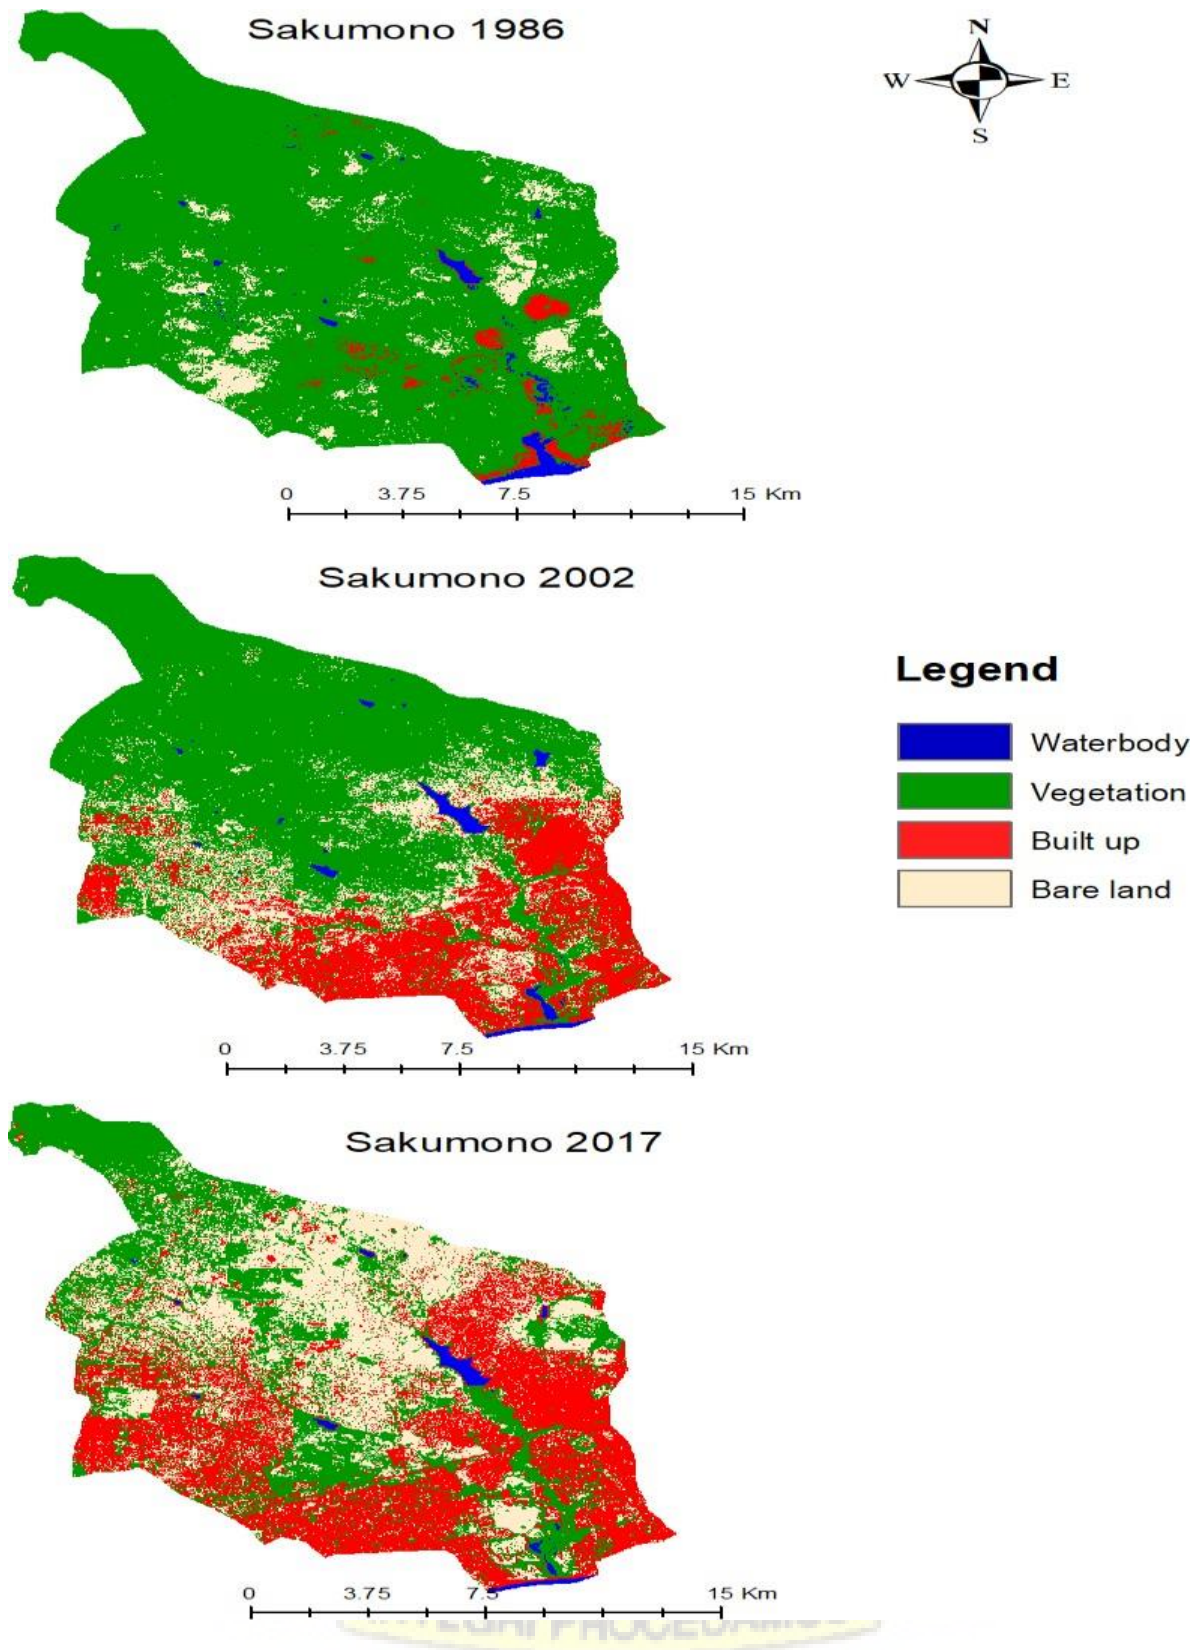 Sakumono 1986
N
W E
S
0 3.75 7.5 15 Km
Sakumono 2002
Legend
Waterbody
Vegetation
Built up
Bare land
0 3.75 7.5 15 Km
Sakumono 2017
0 3.75 7.5 15 Km